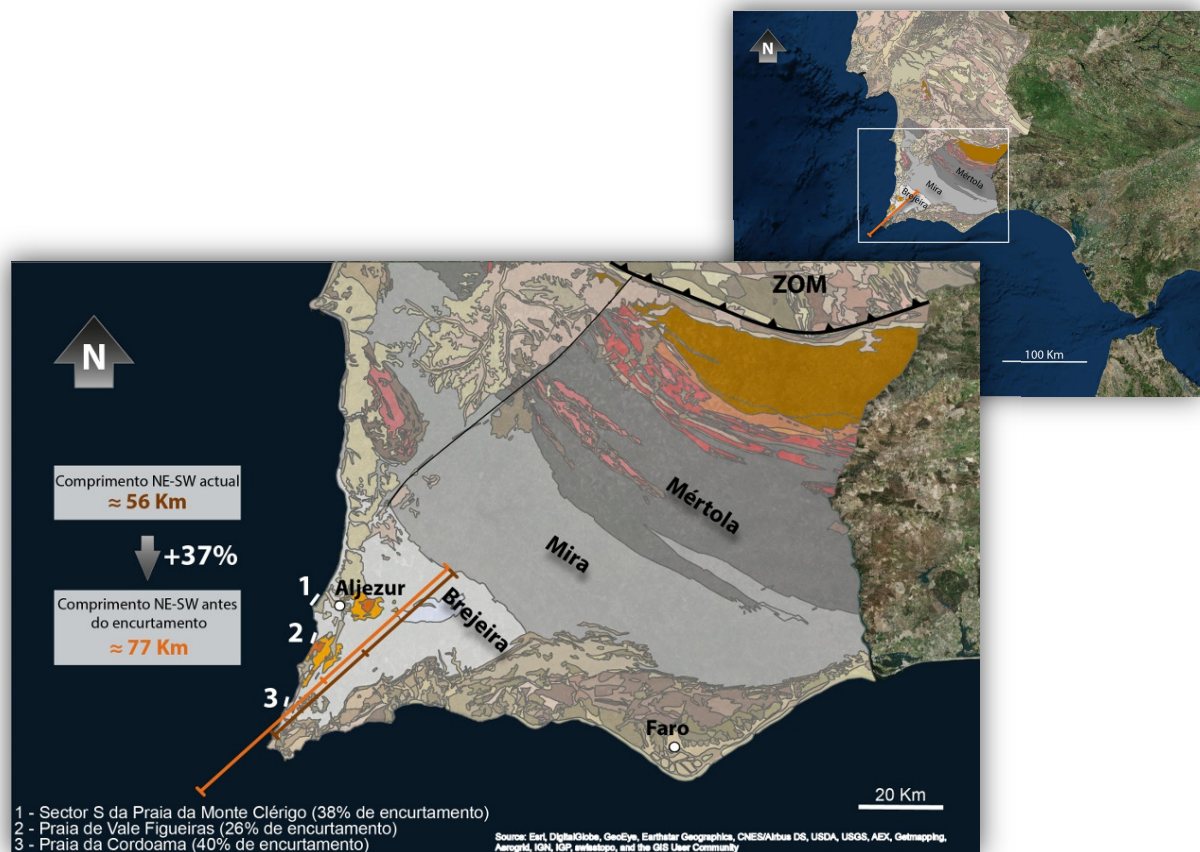 N
Mértola
Mira
Brejeira
100 Km
ZOM
N
Comprimento NE-SW actual
≈ 56 Km
+37%
Comprimento NE-SW antes
do encurtamento
≈ 77 Km
Mértola
Mira
Brejeira
1
Aljezur
2
3
Faro
20 Km
1 - Sector S da Praia da Monte Clérigo (38% de encurtamento)
2 - Praia de Vale Figueiras (26% de encurtamento)
3 - Praia da Cordoama (40% de encurtamento)
Source: Esri, DigitalGlobe, GeoEye, Earthstar Geographics, CNES/Airbus DS, USDA, USGS, AEX, Getmapping,
Aerogrid, IGN, IGP, swisstopo, and the GIS User Community